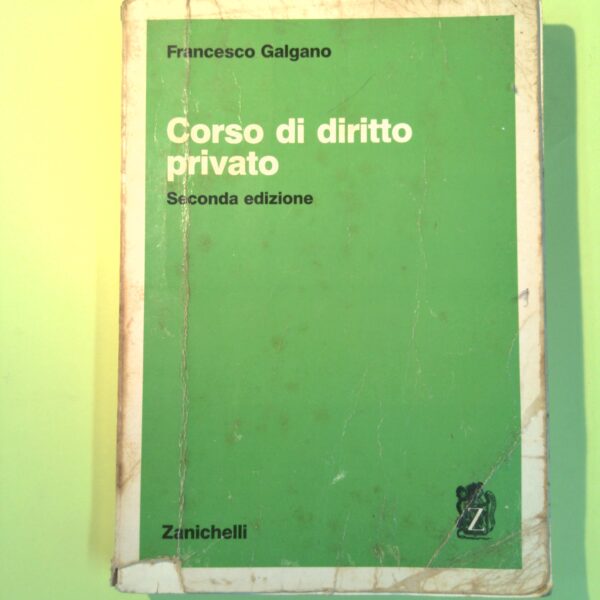 Francesco Galgano
Corso di diritto
privato
Seconda edizione
Zanichelli
Z